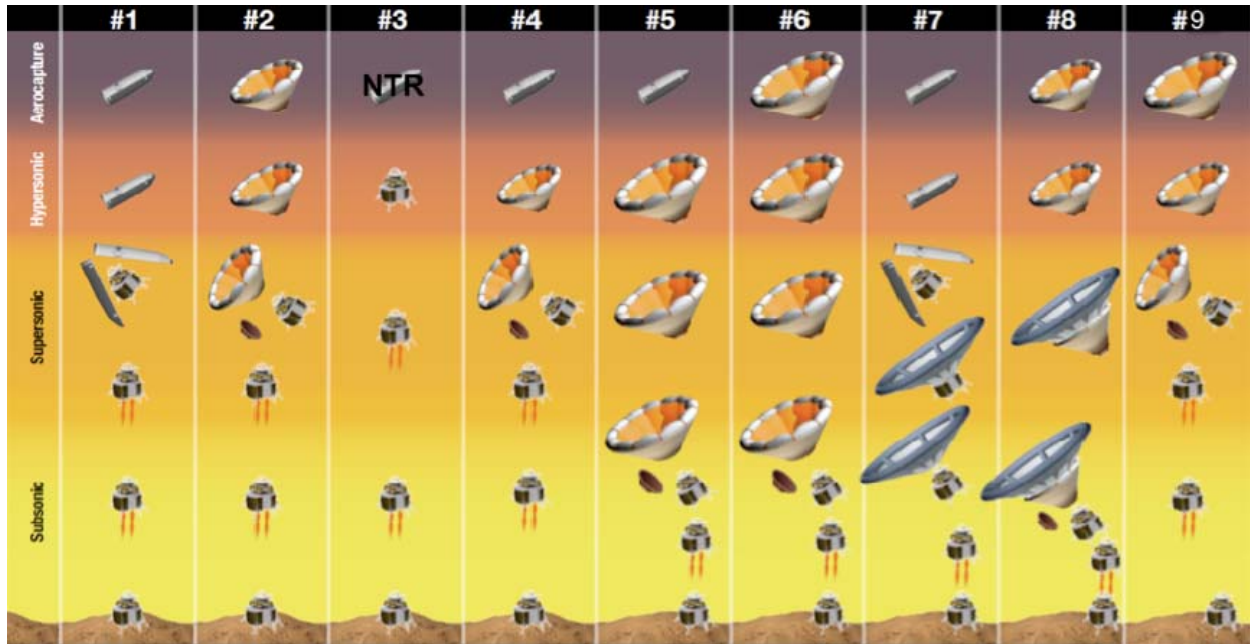 #1 #2 #3 #4 #5 #6 #7 #8 #9
Aerocapture
NTR
Hypersonic
Supersonic
Subsonic